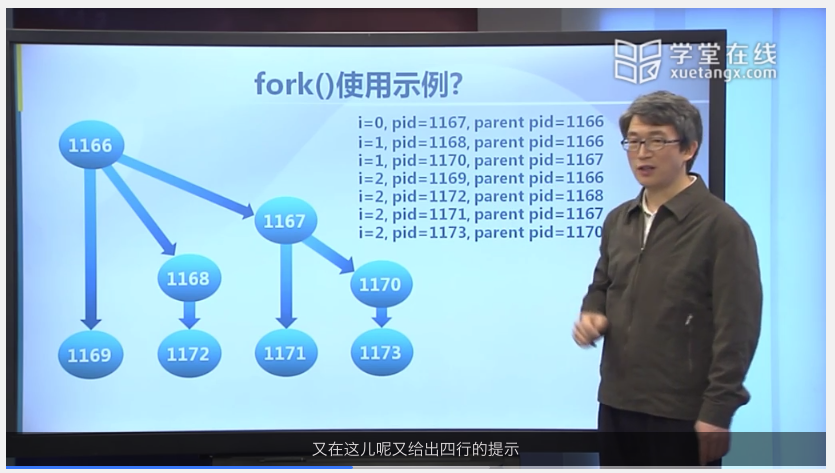 学堂在线
xuetangx.com
fork()使用示例?
i=0, pid=1167, parent pid=1166
i=1, pid=1168, parent pid=1166
i=1, pid=1170, parent pid=1167
i=2, pid=1169, parent pid=1166
i=2, pid=1172, parent pid=1168
i=2, pid=1171, parent pid=1167
i=2, pid=1173, parent pid=1170
1166
1167
1168
1170
1169
1172
1171
1173
又在这儿呢又给出四行的提示